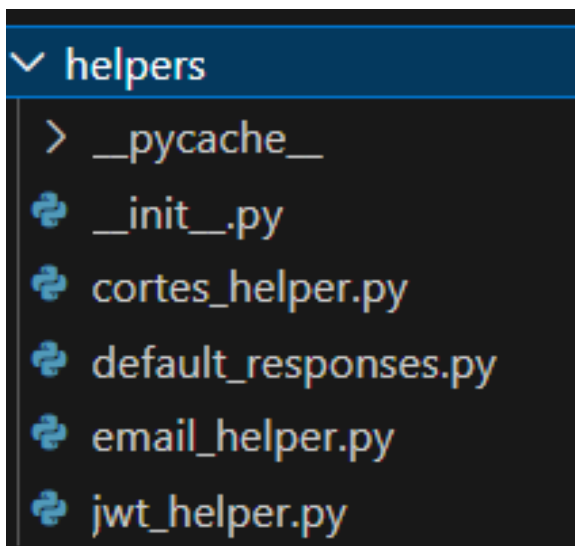 helpers
__pycache__
__init__.py
cortes_helper.py
default_responses.py
email_helper.py
jwt_helper.py